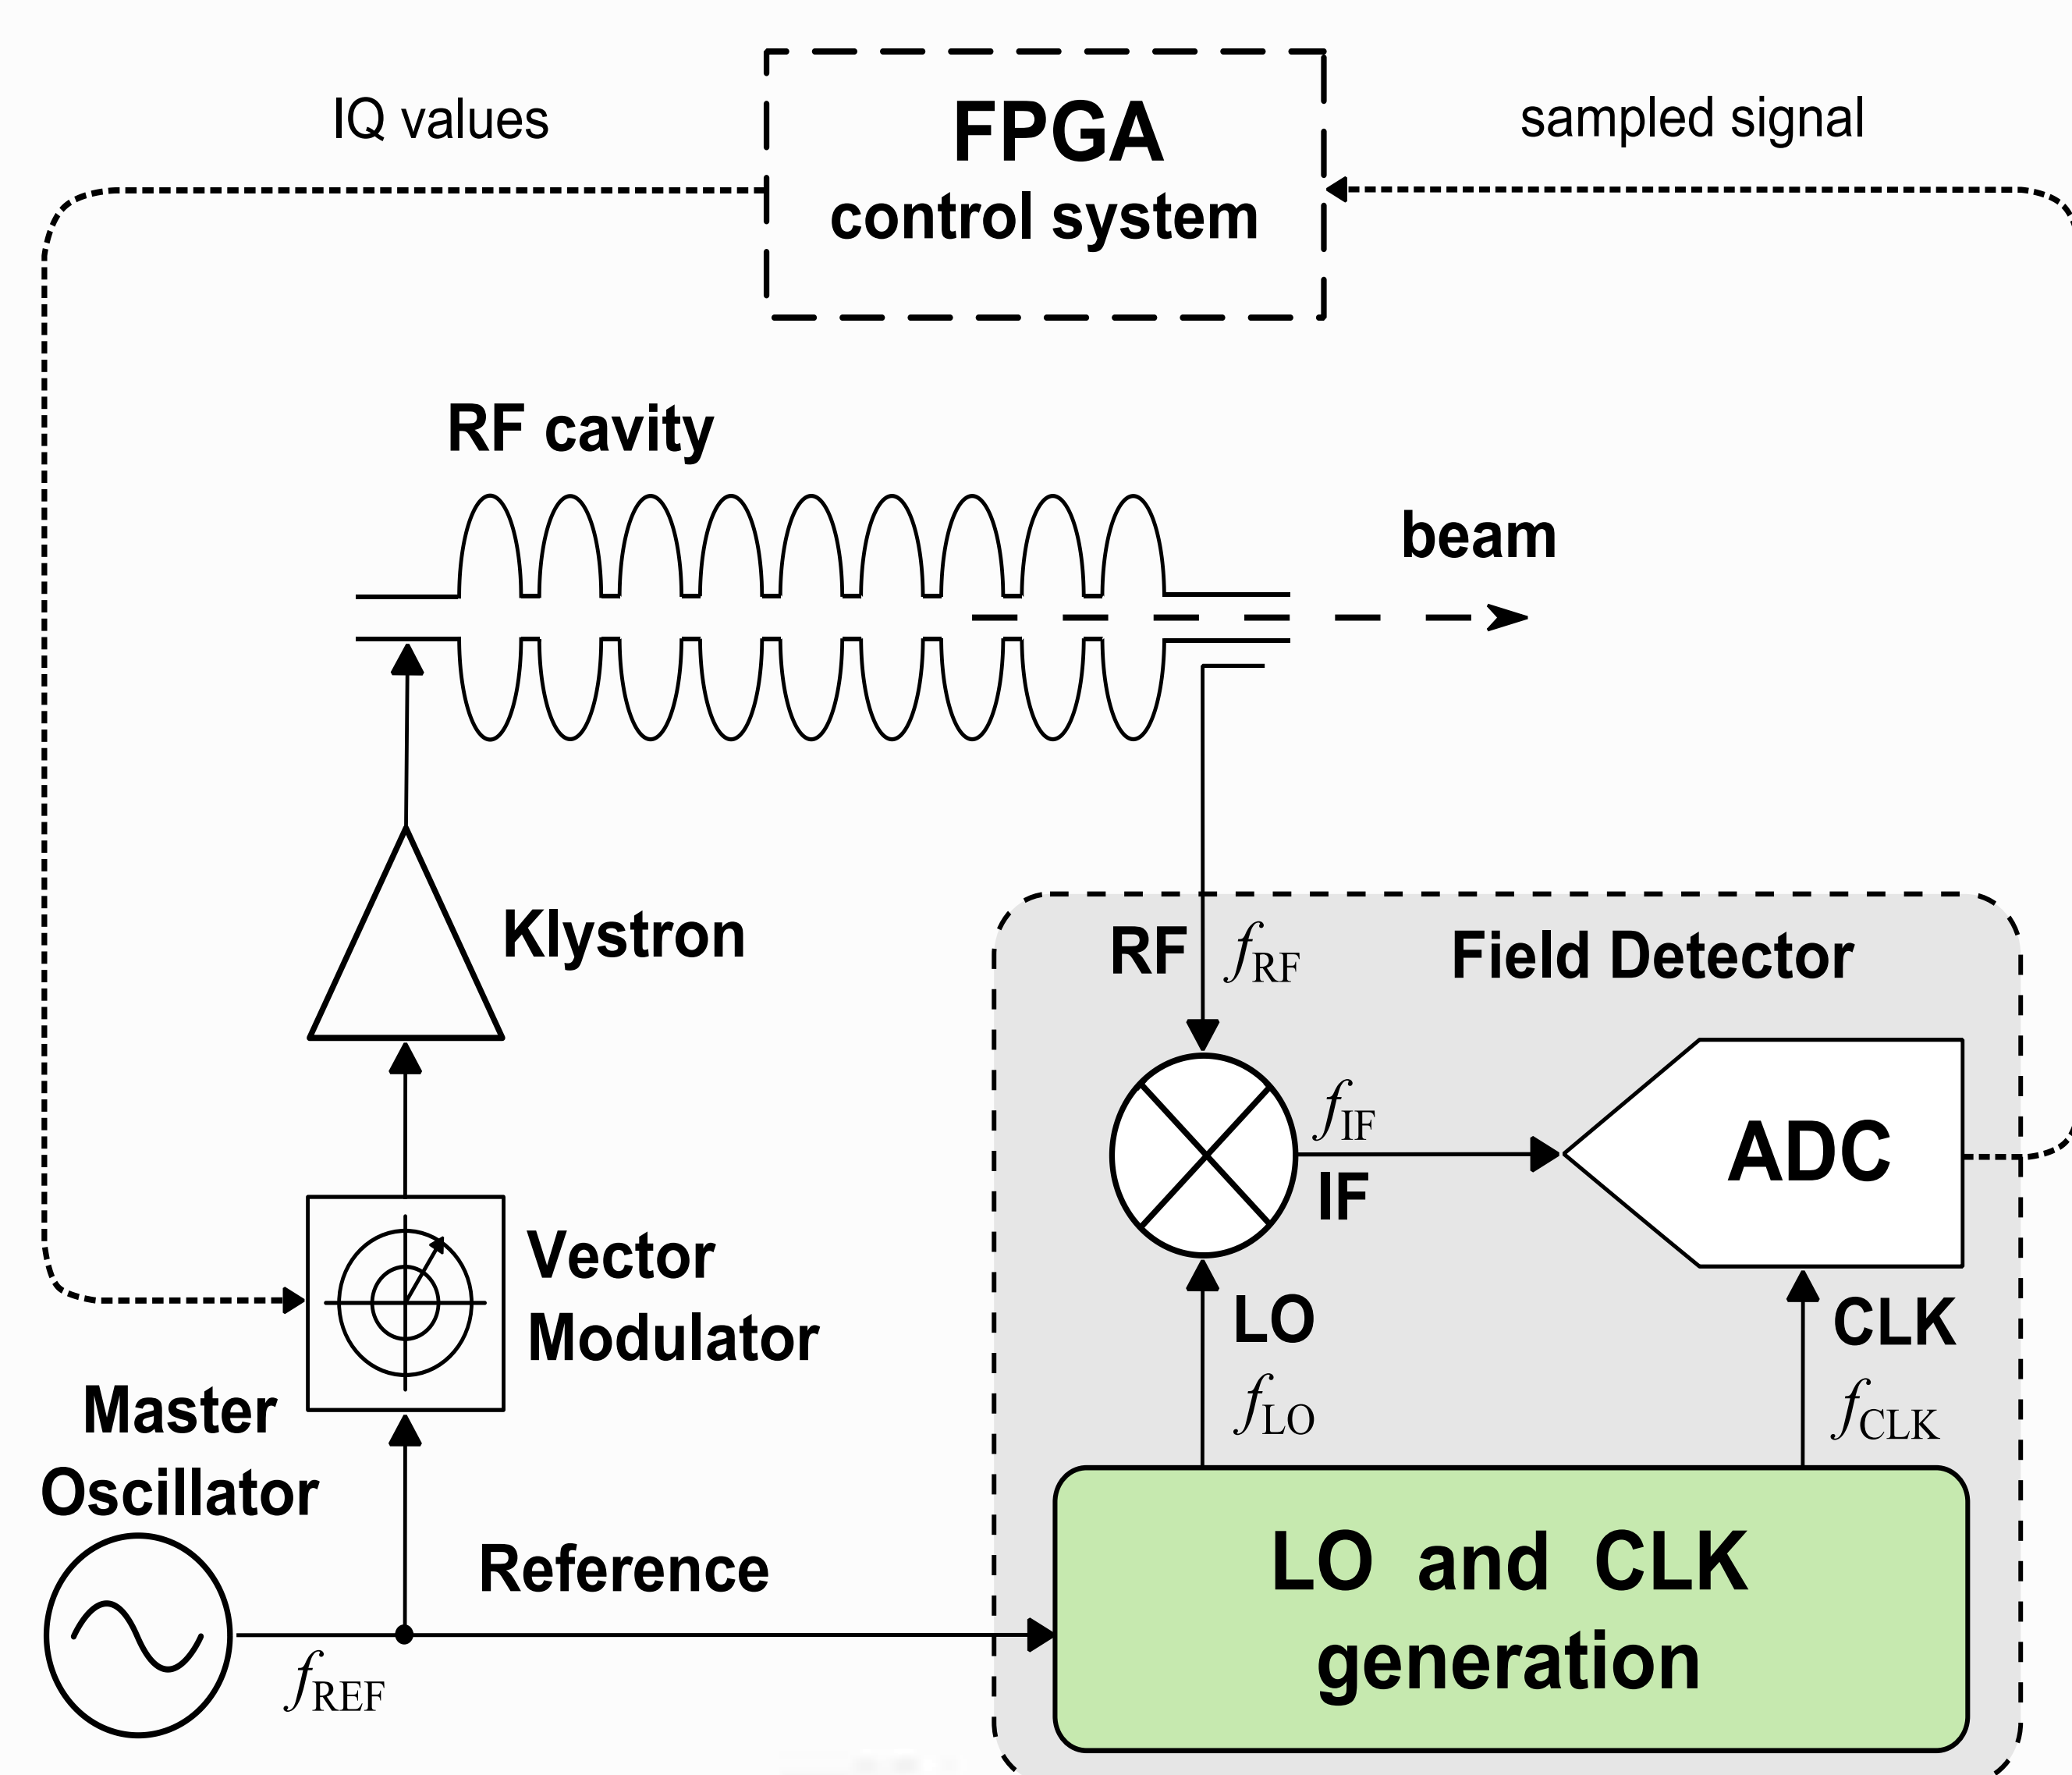 IQ values
FPGA
control system
sampled signal
RF cavity
beam
Klystron
RF
fRF
Field Detector
fIF
IF
ADC
Vector
Modulator
LO
fLO
CLK
fCLK
Master
Oscillator
Reference
fREF
LO and CLK
generation